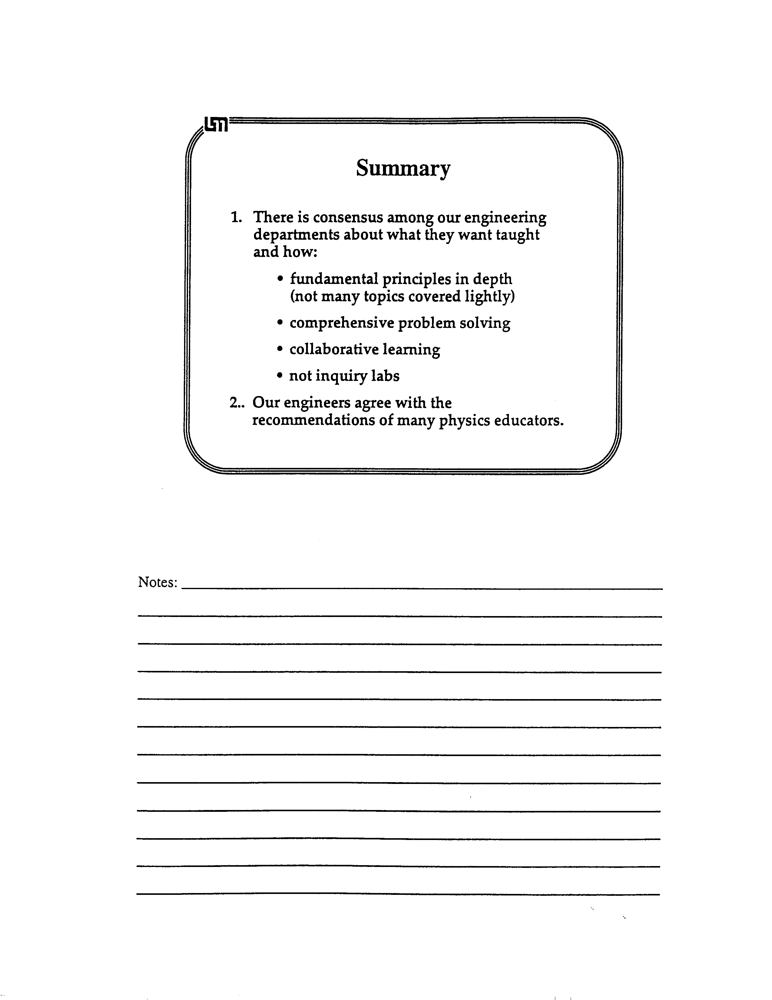 Summary
1. There is consensus among our engineering
departments about what they want taught
and how:
• fundamental principles in depth
(not many topics covered lightly)
• comprehensive problem solving
• collaborative learning
• not inquiry labs
2.. Our engineers agree with the
recommendations of many physics educators.
Notes: